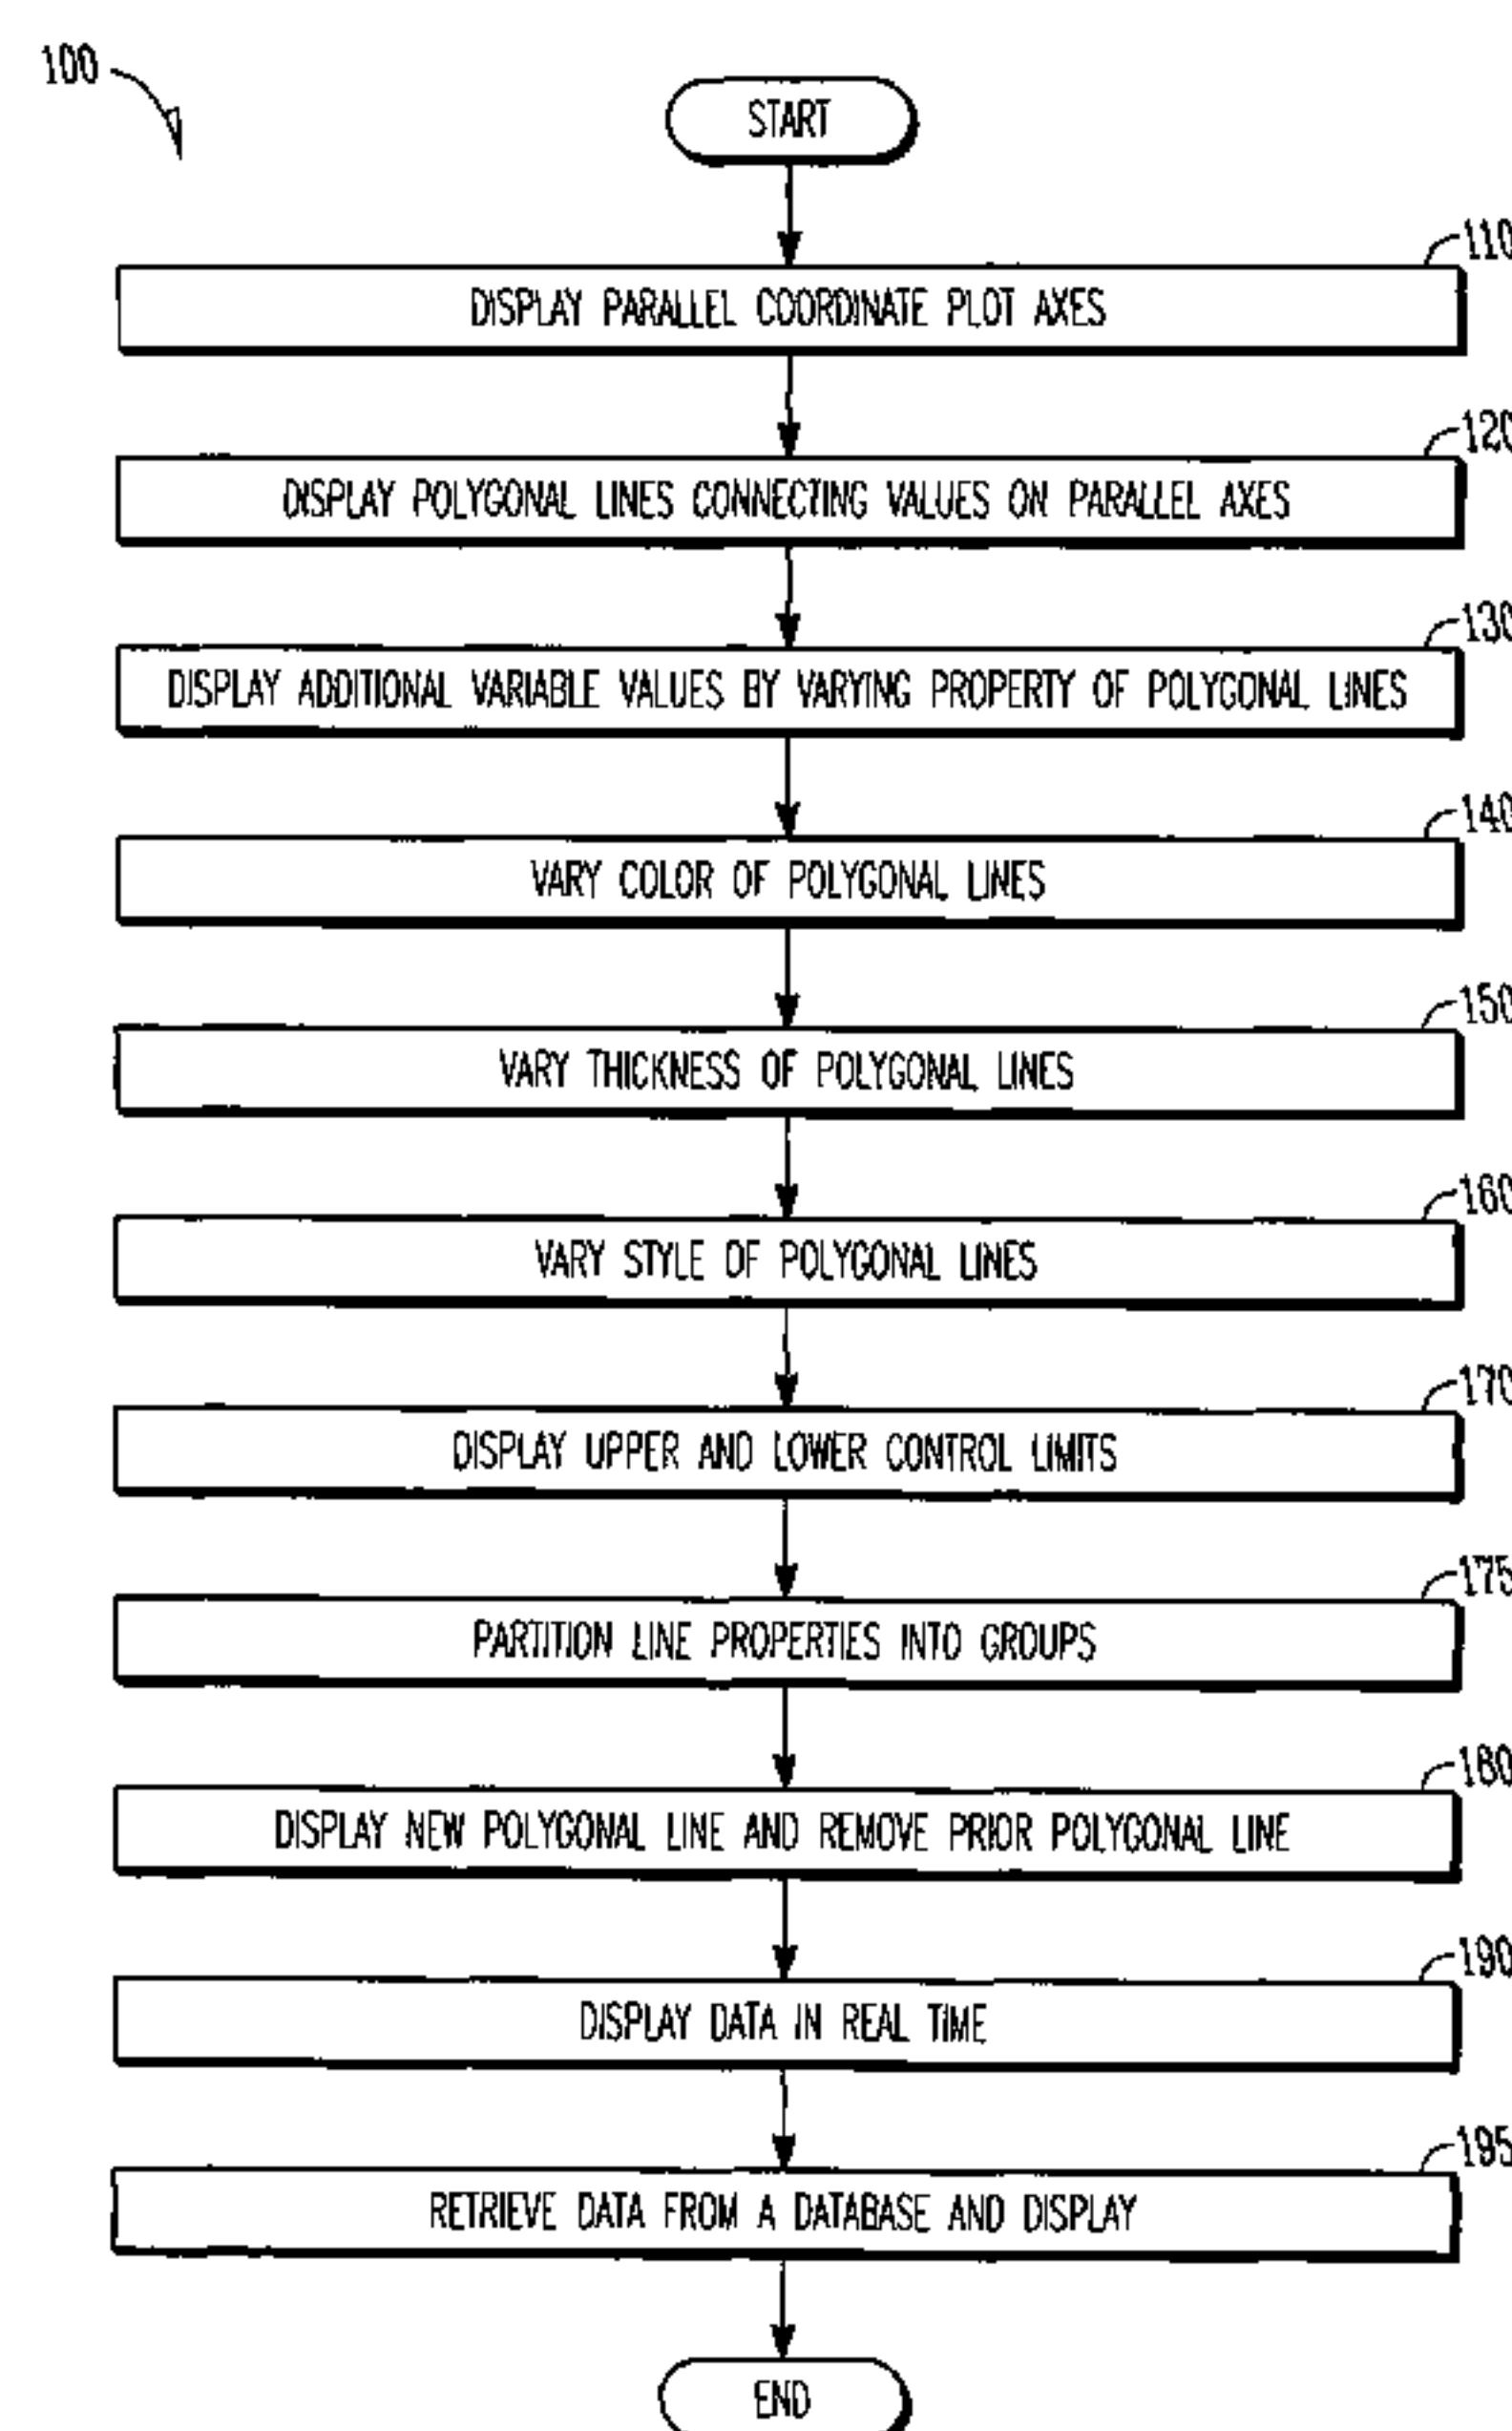 100
START
110
DISPLAY PARALLEL COORDINATE PLOT AXES
120
DISPLAY POLYGONAL LINES CONNECTING VALUES ON PARALLEL AXES
130
DISPLAY ADDITIONAL VARIABLE VALUES BY VARYING PROPERTY OF POLYGONAL LINES
140
VARY COLOR OF POLYGONAL LINES
150
VARY THICKNESS OF POLYGONAL LINES
160
VARY STYLE OF POLYGONAL LINES
170
DISPLAY UPPER AND LOWER CONTROL LIMITS
175
PARTITION LINE PROPERTIES INTO GROUPS
180
DISPLAY NEW POLYGONAL LINE AND REMOVE PRIOR POLYGONAL LINE
190
DISPLAY DATA IN REAL TIME
195
RETRIEVE DATA FROM A DATABASE AND DISPLAY
END